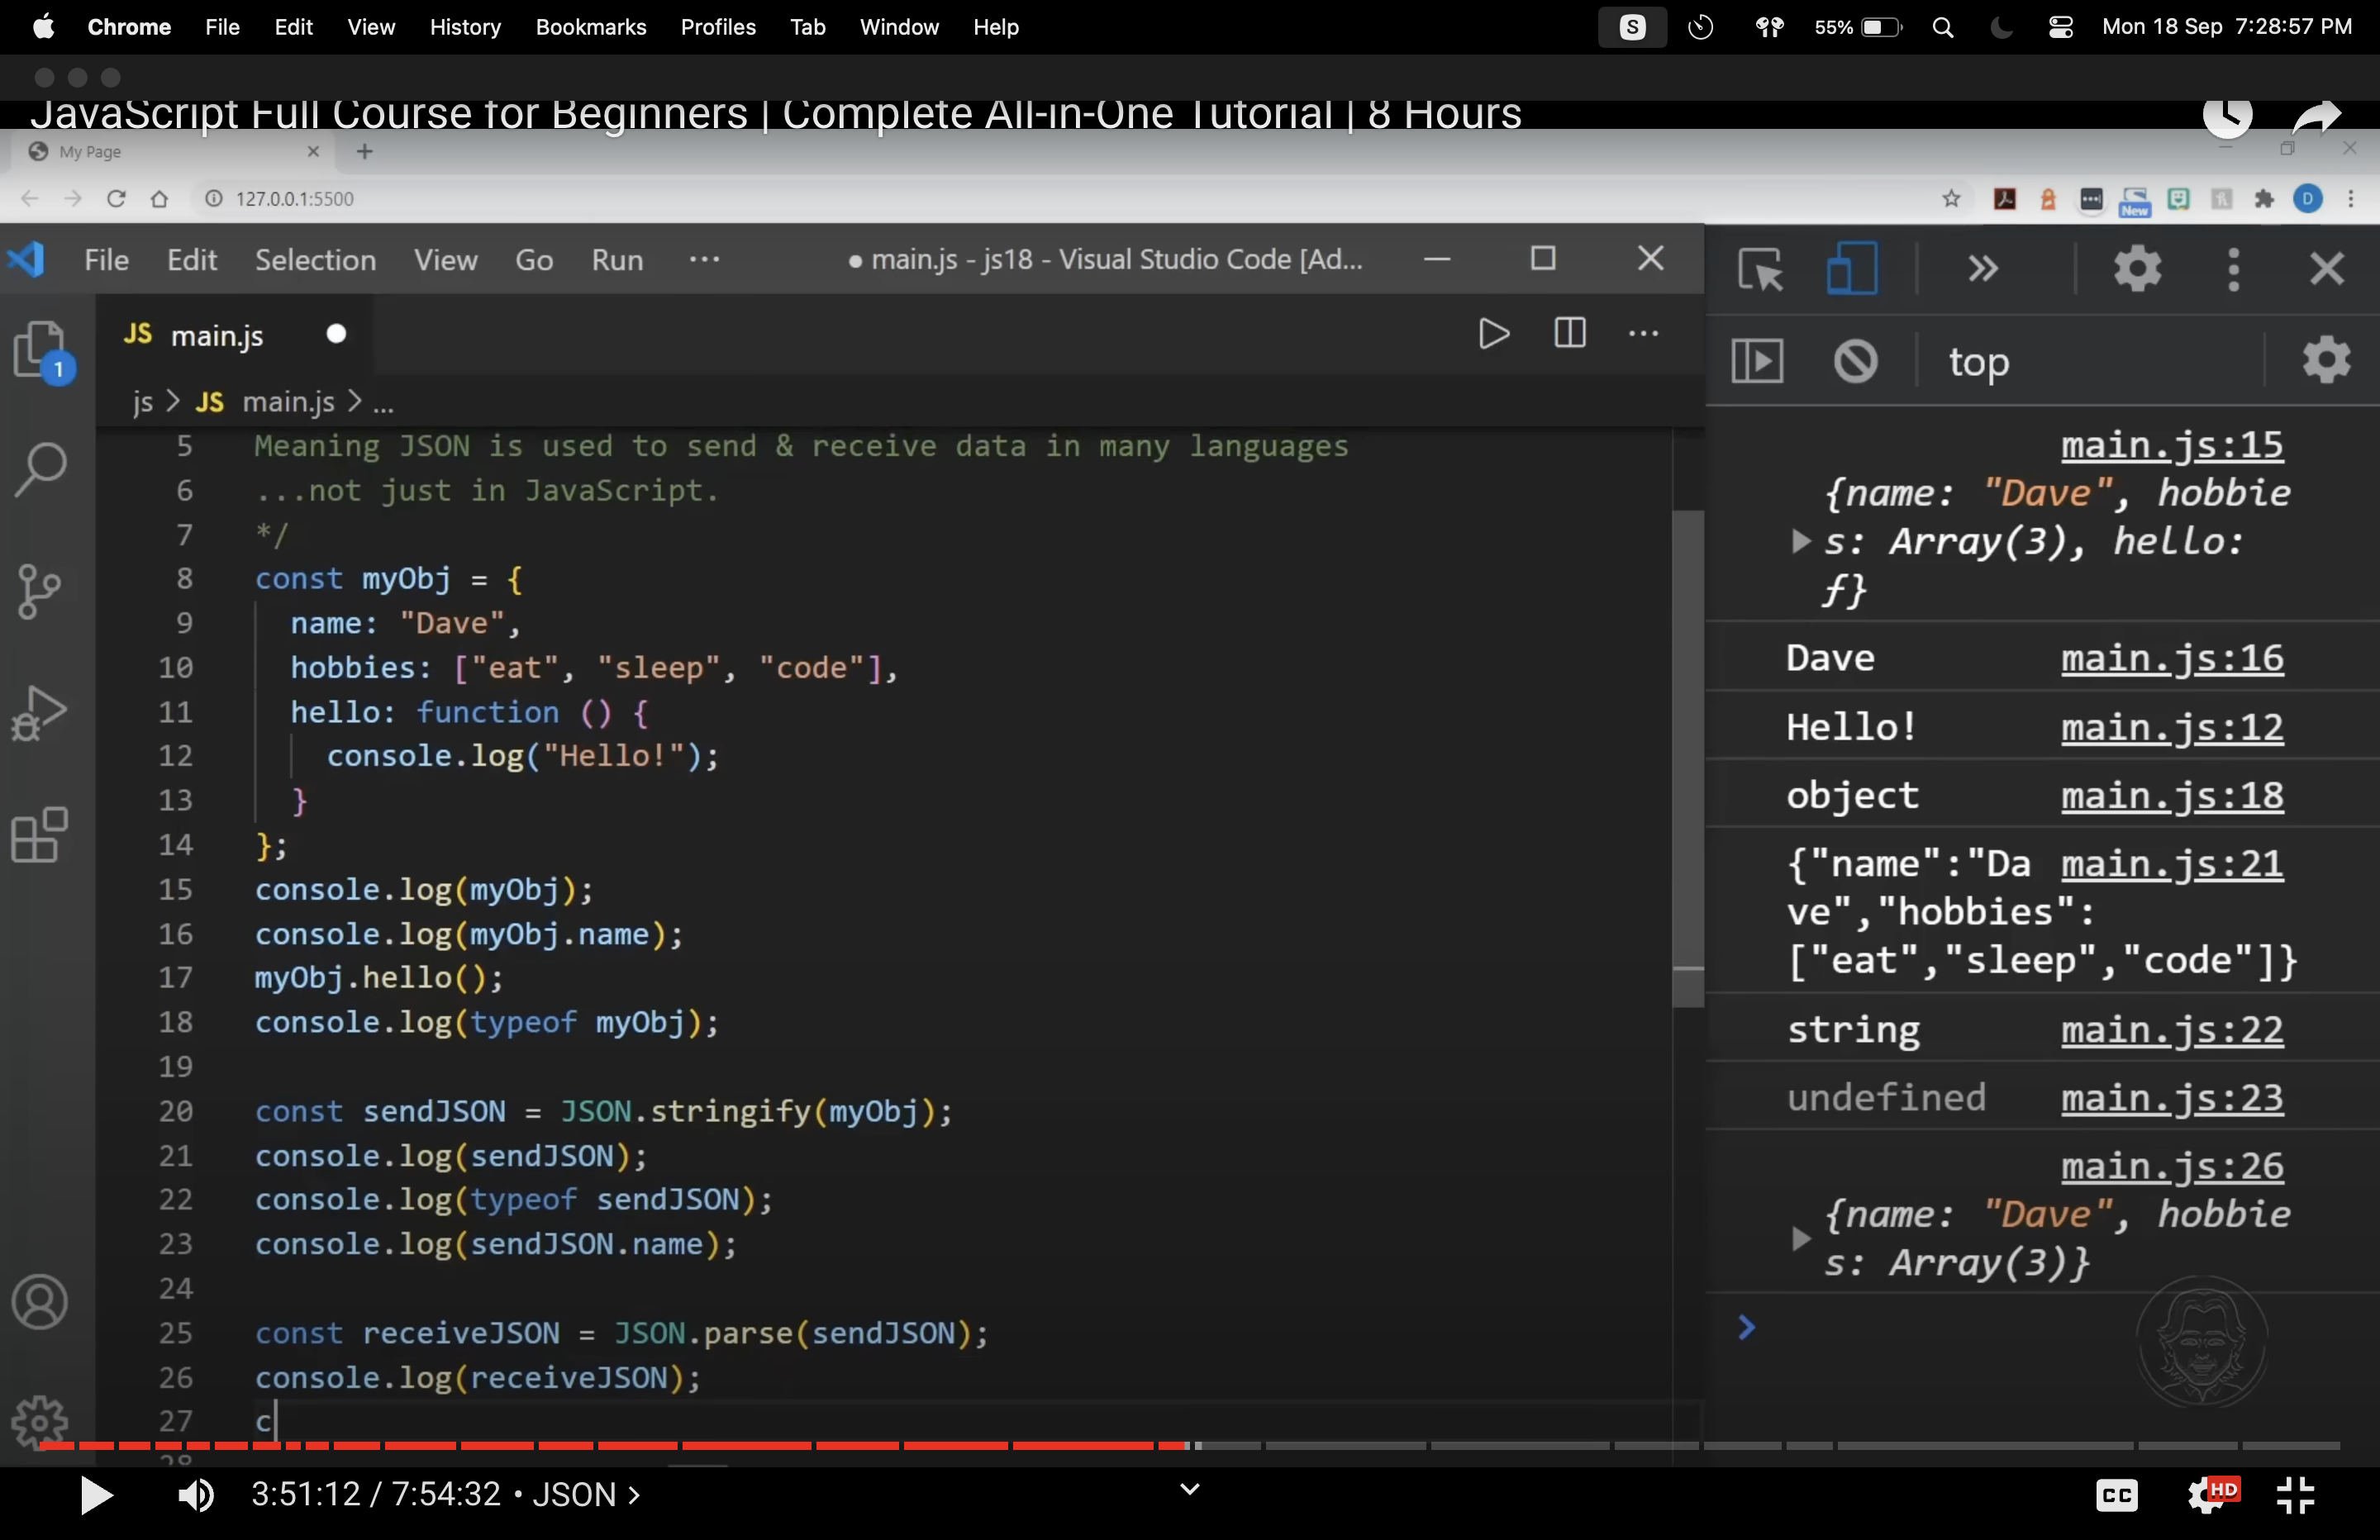 Chrome File Edit View History Bookmarks Profiles Tab Window Help S 55% Mon 18 Sep 7:28:57 PM
JavaScript Full Course for Beginners | Complete All-in-One Tutorial | 8 Hours
My Page
127.0.0.1:5500 New D
File Edit Selection View Go Run ··· ● main.js - js18 - Visual Studio Code [Ad...
JS main.js
1
js > JS main.js > ...
5 Meaning JSON is used to send & receive data in many languages
6 ...not just in JavaScript.
7 */
8 const myObj = {
9 name: "Dave",
10 hobbies: ["eat", "sleep", "code"],
11 hello: function () {
12 console.log("Hello!");
13 }
14 };
15 console.log(myObj);
16 console.log(myObj.name);
17 myObj.hello();
18 console.log(typeof myObj);
19
20 const sendJSON = JSON.stringify(myObj);
21 console.log(sendJSON);
22 console.log(typeof sendJSON);
23 console.log(sendJSON.name);
24
25 const receiveJSON = JSON.parse(sendJSON);
26 console.log(receiveJSON);
27 c
28
top
main.js:15
{name: "Dave", hobbie
s: Array(3), hello:
f}
Dave main.js:16
Hello! main.js:12
object main.js:18
{"name":"Da main.js:21
ve","hobbies":
["eat","sleep","code"]}
string main.js:22
undefined main.js:23
main.js:26
{name: "Dave", hobbie
s: Array(3)}
3:51:12 / 7:54:32 • JSON >
CC HD